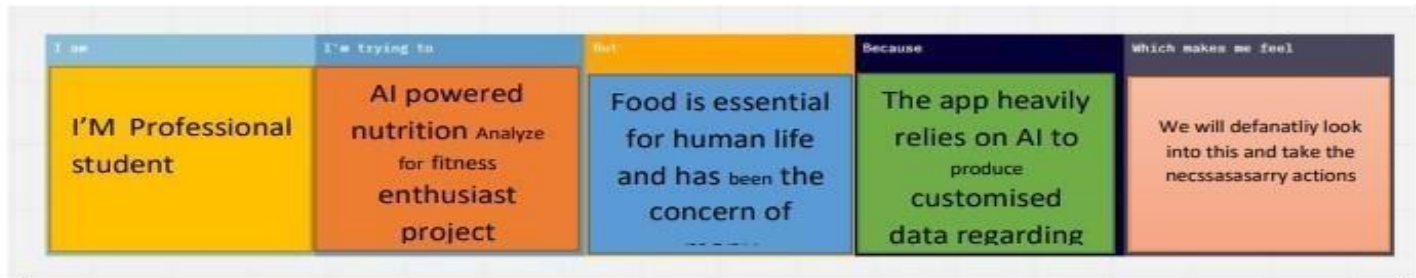 I am
I'm trying to
But
Because
Which makes me feel
I'M Professional
student
AI powered
nutrition Analyze
for fitness
enthusiast
project
Food is essential
for human life
and has been the
concern of
The app heavily
relies on AI to
produce
customised
data regarding
We will defanatliy look
into this and take the
necssasasarry actions